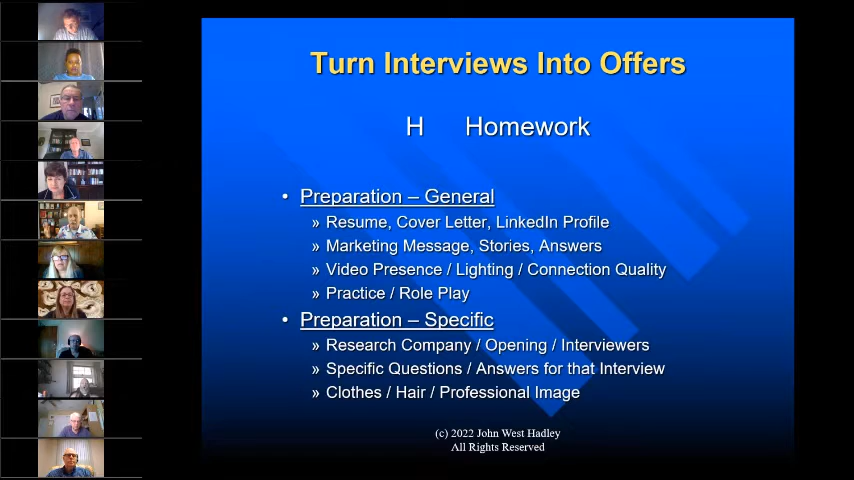 Turn Interviews Into Offers
H Homework
• Preparation – General
» Resume, Cover Letter, LinkedIn Profile
» Marketing Message, Stories, Answers
» Video Presence / Lighting / Connection Quality
» Practice / Role Play
• Preparation – Specific
» Research Company / Opening / Interviewers
» Specific Questions / Answers for that Interview
» Clothes / Hair / Professional Image
(c) 2022 John West Hadley
All Rights Reserved